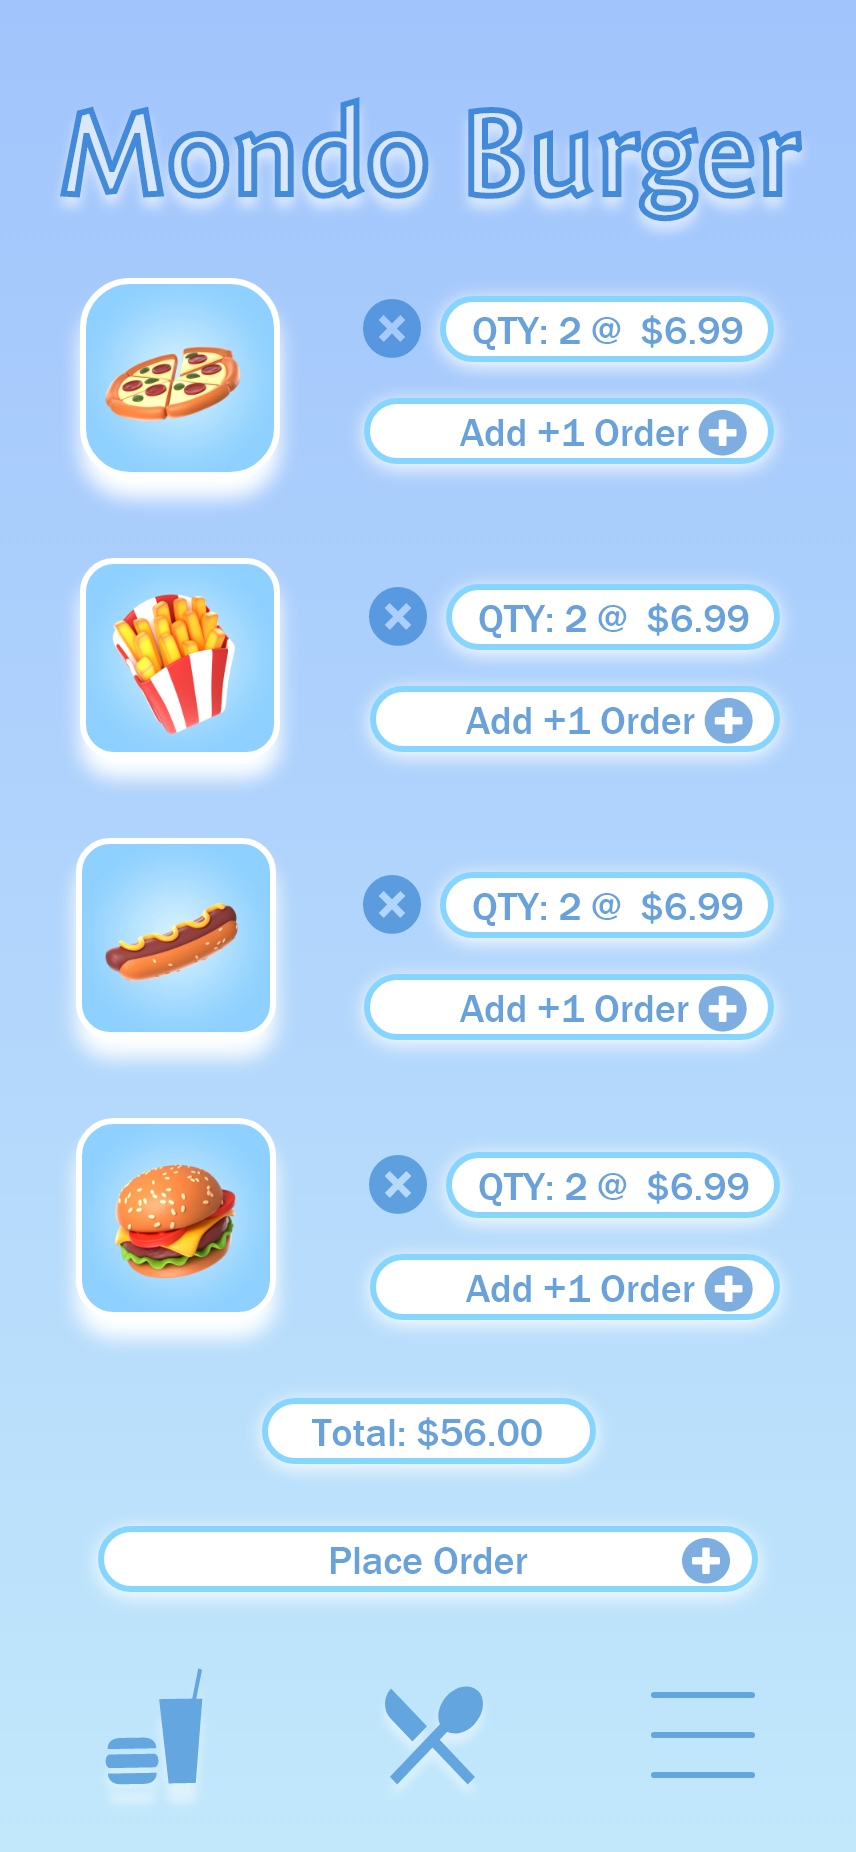 Mondo Burger
QTY: 2 @ $6.99
Add +1 Order
QTY: 2 @ $6.99
Add +1 Order
QTY: 2 @ $6.99
Add +1 Order
QTY: 2 @ $6.99
Add +1 Order
Total: $56.00
Place Order